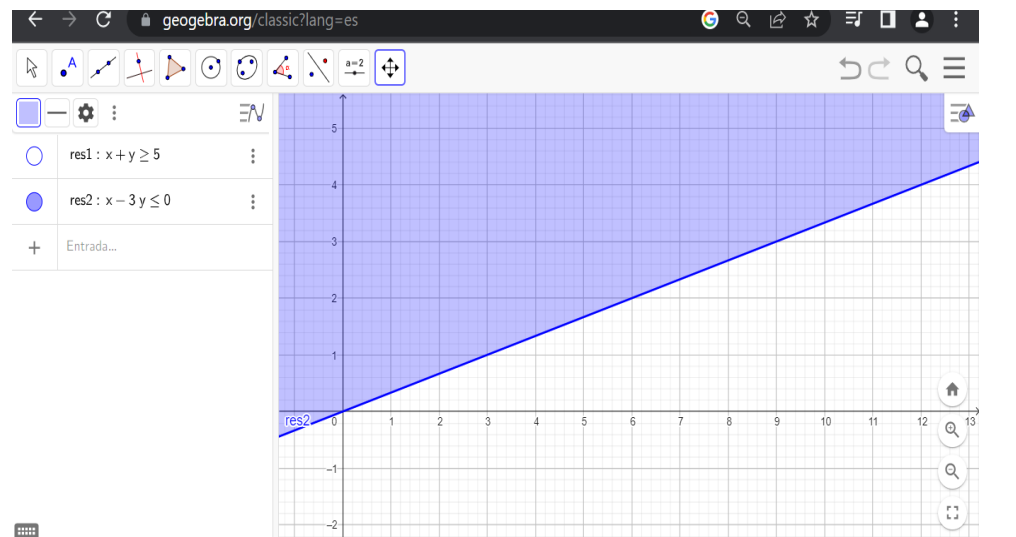 geogebra.org/classic?lang=es
A
a=2
res1 : x + y ≥ 5
res2 : x − 3 y ≤ 0
Entrada...
5
4
3
2
1
res2
0 1 2 3 4 5 6 7 8 9 10 11 12 13
−1
−2